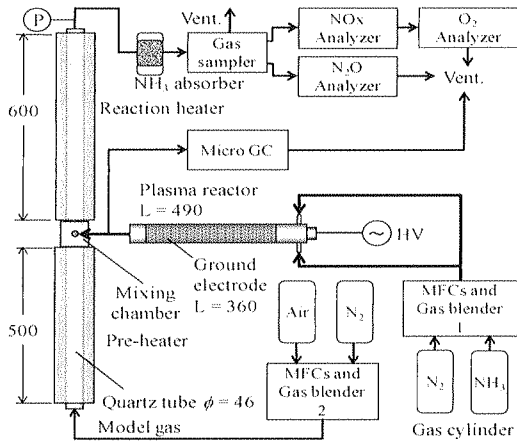 P
Vent.
Gas
sampler
NOx
Analyzer
O2
Analyzer
N2O
Analyzer
Vent.
NH3 absorber
Reaction heater
600
Micro GC
Plasma reactor
L = 490
HV
Ground
electrode
L = 360
Mixing
chamber
500
Pre-heater
Air
N2
MFCs and
Gas blender
1
MFCs and
Gas blender
2
N2
NH3
Quartz tube ϕ = 46
Model gas
Gas cylinder